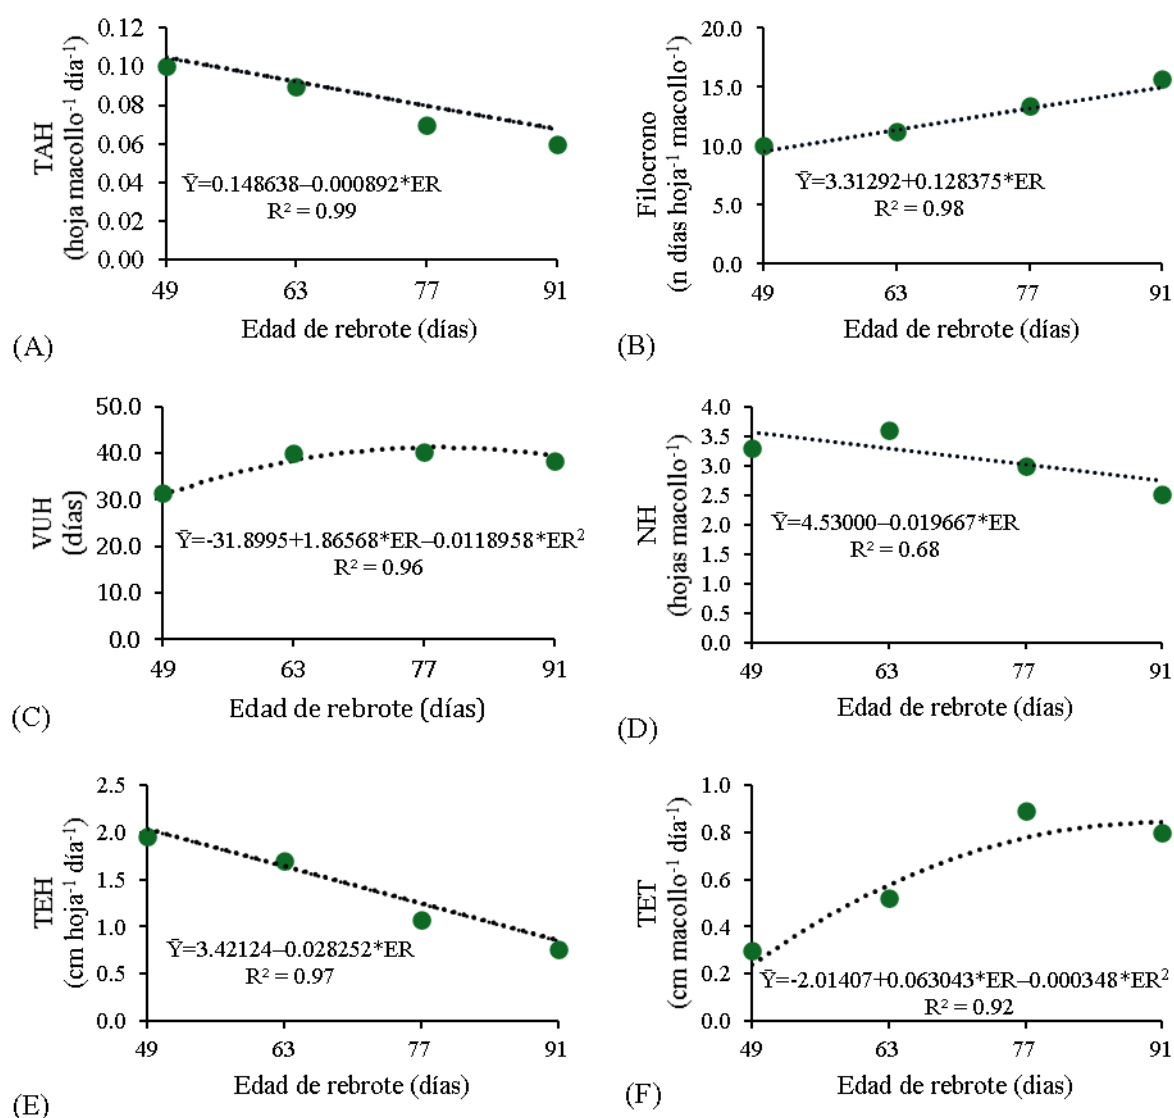 TAH
(hoja macollo⁻¹ día⁻¹)
0.12
0.10
0.08
0.06
0.04
0.02
0.00
Ȳ=0.148638–0.000892*ER
R² = 0.99
49 63 77 91
Edad de rebrote (días)
(A)
Filocrono
(n días hoja⁻¹ macollo⁻¹)
20.0
15.0
10.0
5.0
0.0
Ȳ=3.31292+0.128375*ER
R² = 0.98
49 63 77 91
Edad de rebrote (días)
(B)
VUH
(días)
50.0
40.0
30.0
20.0
10.0
0.0
Ȳ=-31.8995+1.86568*ER–0.0118958*ER²
R² = 0.96
49 63 77 91
Edad de rebrote (días)
(C)
NH
(hojas macollo⁻¹)
4.0
3.5
3.0
2.5
2.0
1.5
1.0
0.5
0.0
Ȳ=4.53000–0.019667*ER
R² = 0.68
49 63 77 91
Edad de rebrote (días)
(D)
TEH
(cm hoja⁻¹ día⁻¹)
2.5
2.0
1.5
1.0
0.5
0.0
Ȳ=3.42124–0.028252*ER
R² = 0.97
49 63 77 91
Edad de rebrote (días)
(E)
TET
(cm macollo⁻¹ día⁻¹)
1.0
0.8
0.6
0.4
0.2
0.0
Ȳ=-2.01407+0.063043*ER–0.000348*ER²
R² = 0.92
49 63 77 91
Edad de rebrote (dias)
(F)